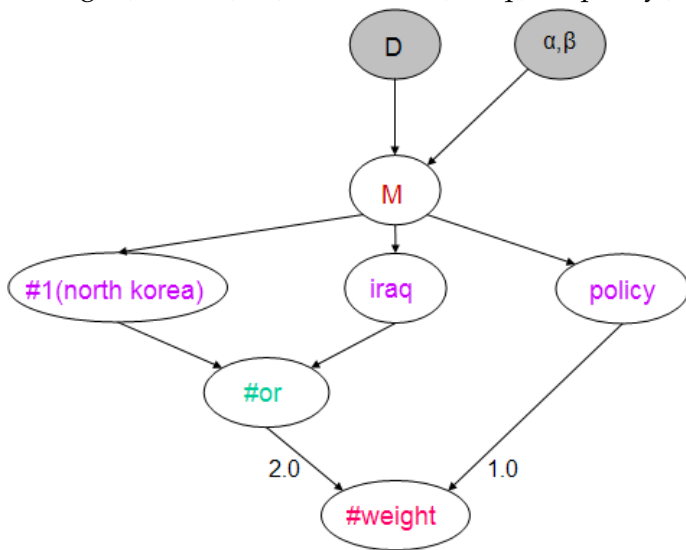 D
α,β
M
#1(north korea)
iraq
policy
#or
2.0
1.0
#weight